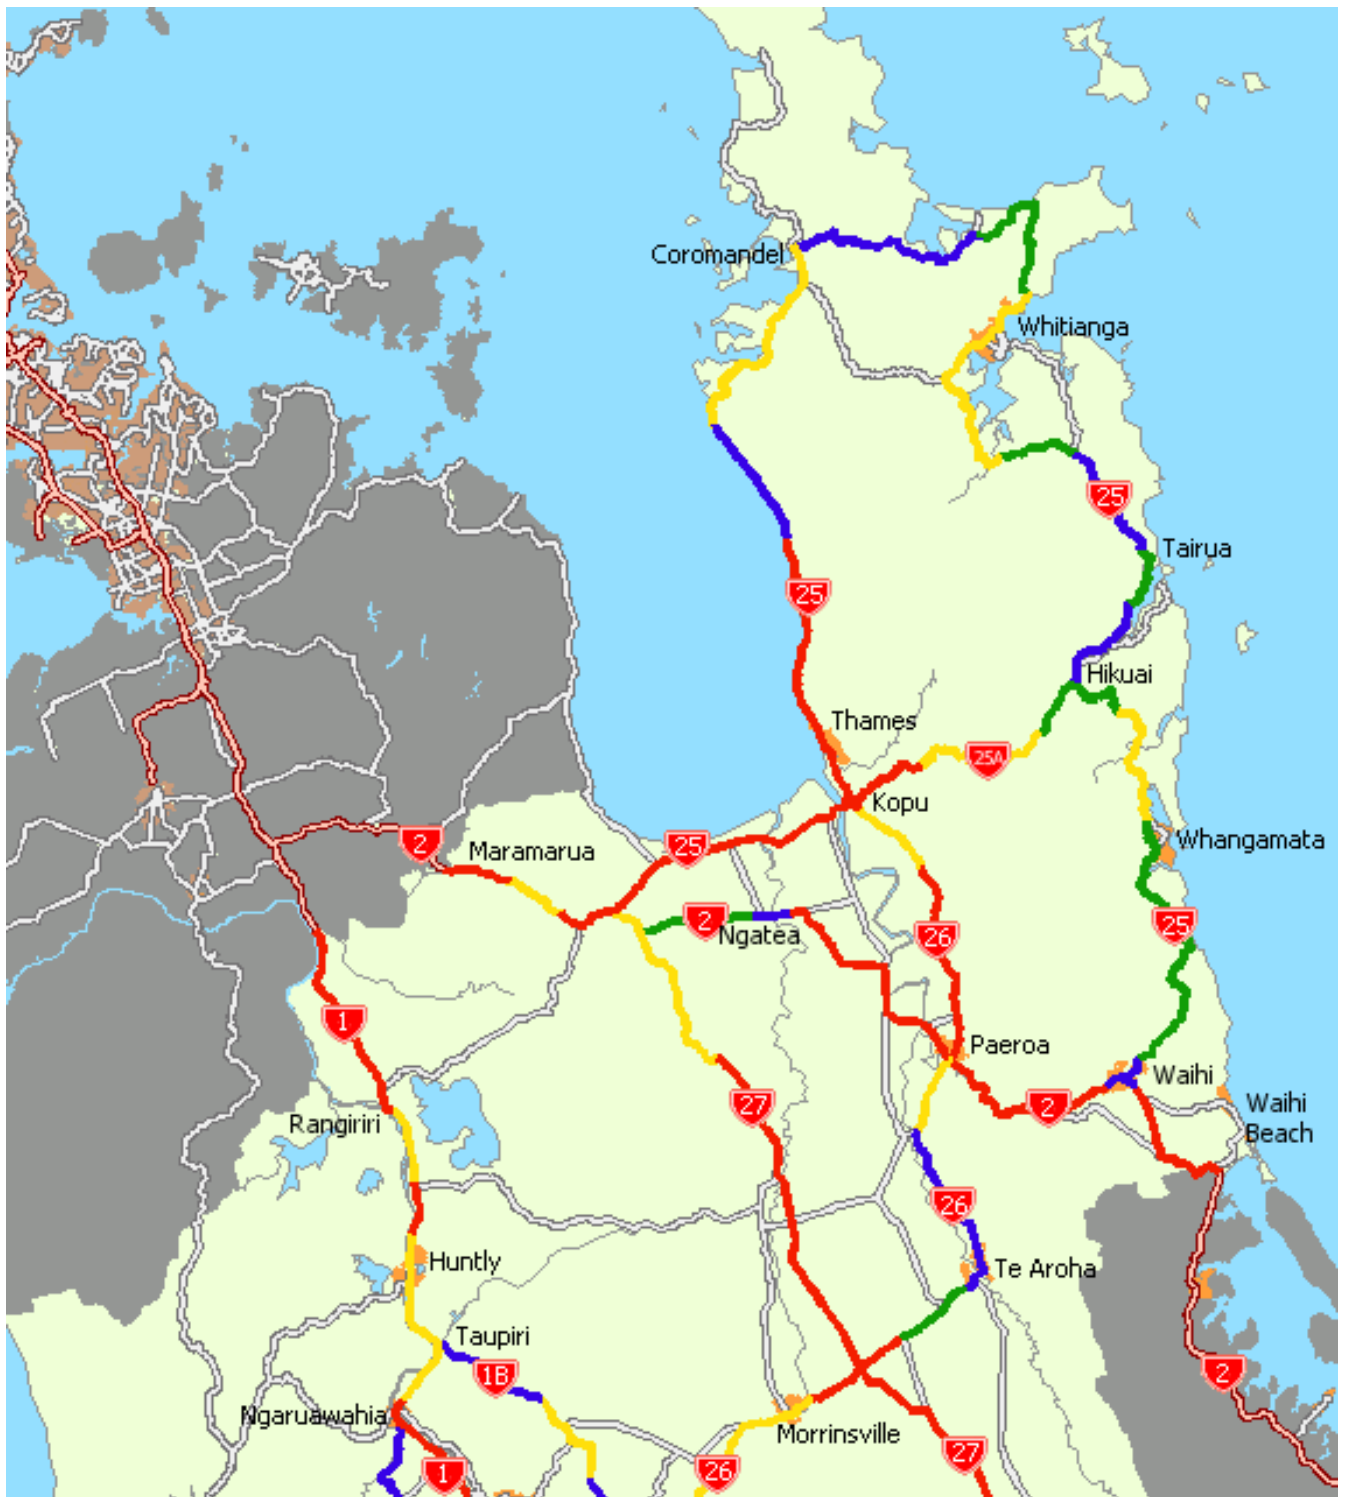 Coromandel
Whitianga
25
Tairua
25
Hikuai
Thames
25A
Kopu
2
Maramarua
25
Whangamata
2
Ngatea
26
25
1
Paeroa
Waihi
27
2
Waihi
Beach
Rangiriri
26
Huntly
Te Aroha
Taupiri
1B
2
Ngaruawahia
Morrinsville
1
26
27